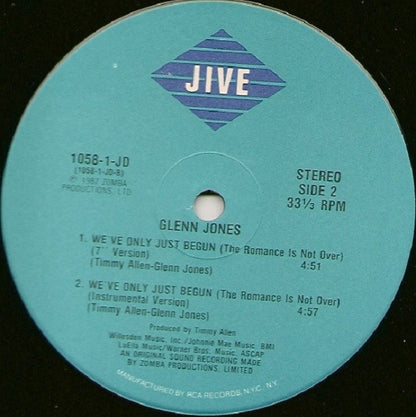 JIVE
1058-1-JD
(1058-1-JD-B)
℗ 1987 ZOMBA
PRODUCTIONS, LTD.
STEREO
SIDE 2
33⅓ RPM
GLENN JONES
1. WE'VE ONLY JUST BEGUN (The Romance Is Not Over)
(7" Version)
(Timmy Allen-Glenn Jones) 4:51
2. WE'VE ONLY JUST BEGUN (The Romance Is Not Over)
(Instrumental Version)
(Timmy Allen-Glenn Jones) 4:57
Produced by Timmy Allen
Willesden Music, Inc./Johnnie Mae Music, BMI
LuElla Music/Warner Bros. Music, ASCAP
AN ORIGINAL SOUND RECORDING MADE
BY ZOMBA PRODUCTIONS, LIMITED
MANUFACTURED BY RCA RECORDS, N.Y.C., N.Y.